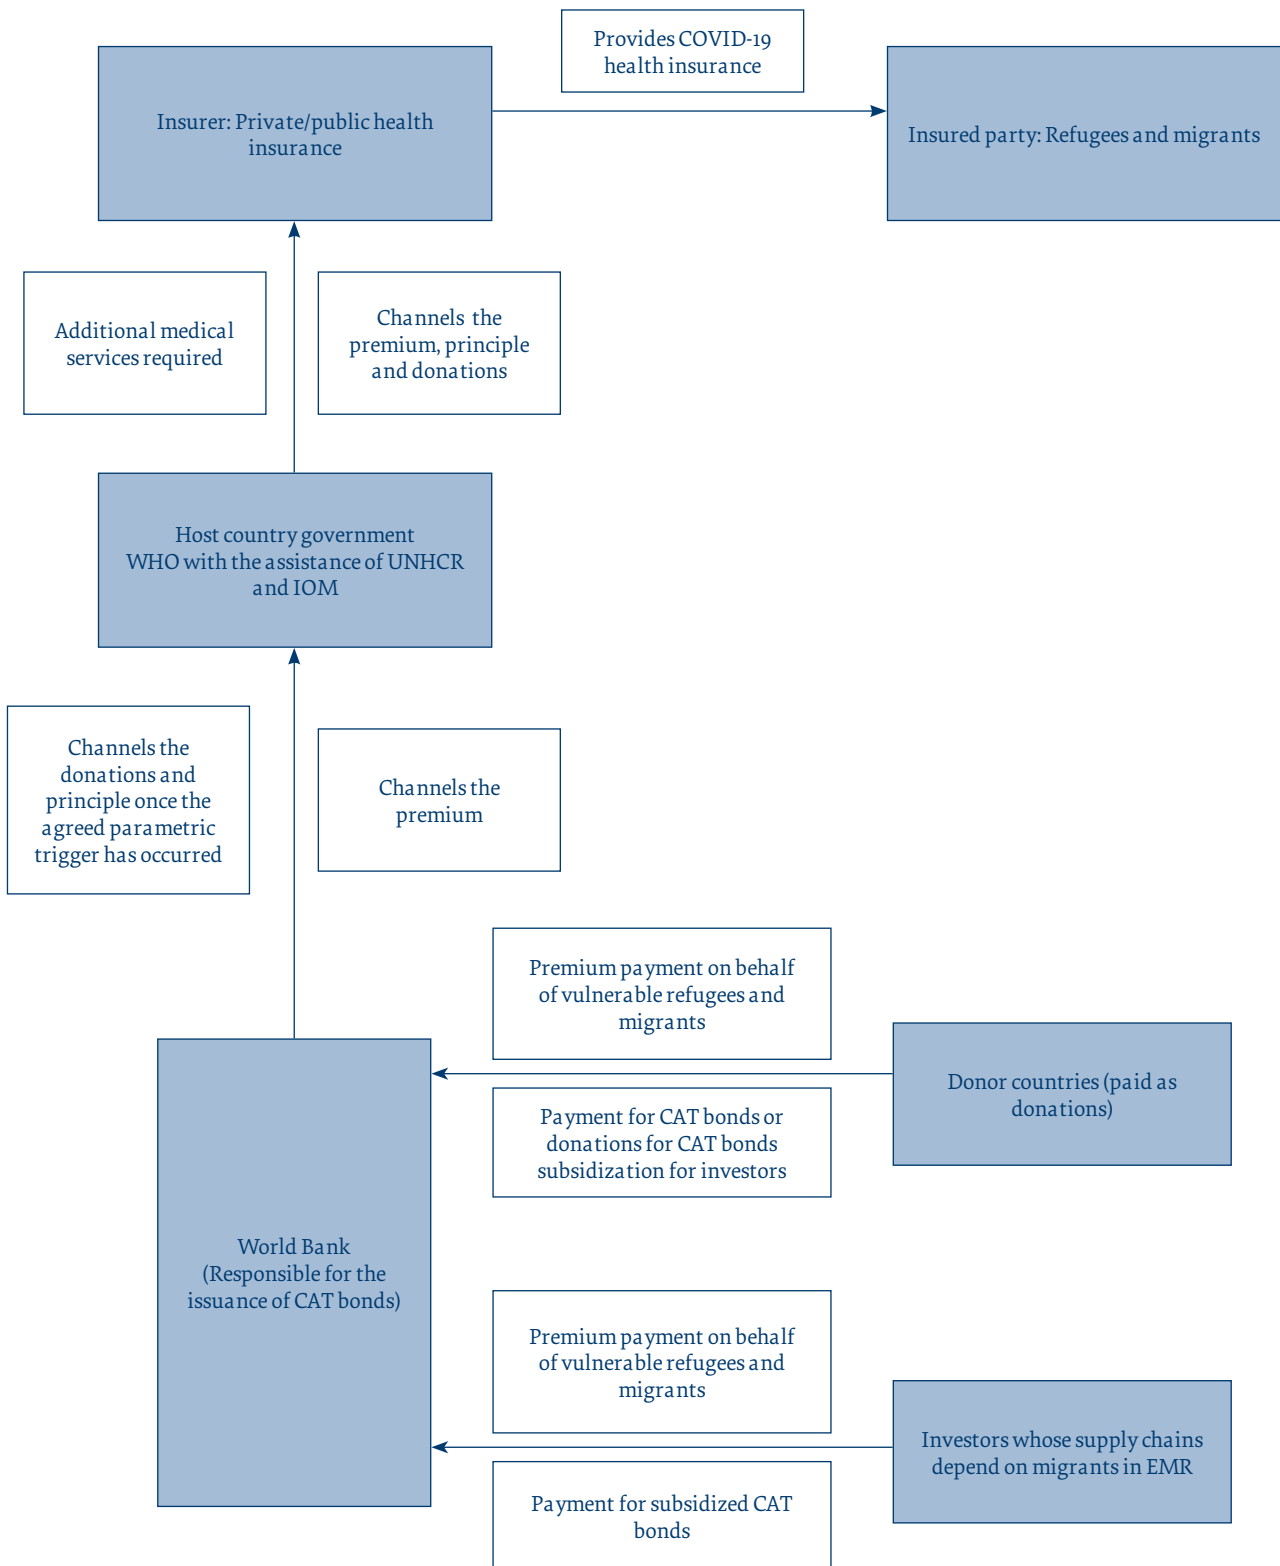 Provides COVID-19
health insurance
Insurer: Private/public health
insurance
Insured party: Refugees and migrants
Additional medical
services required
Channels the
premium, principle
and donations
Host country government
WHO with the assistance of UNHCR
and IOM
Channels the
donations and
principle once the
agreed parametric
trigger has occurred
Channels the
premium
Premium payment on behalf
of vulnerable refugees and
migrants
Donor countries (paid as
donations)
Payment for CAT bonds or
donations for CAT bonds
subsidization for investors
World Bank
(Responsible for the
issuance of CAT bonds)
Premium payment on behalf
of vulnerable refugees and
migrants
Investors whose supply chains
depend on migrants in EMR
Payment for subsidized CAT
bonds